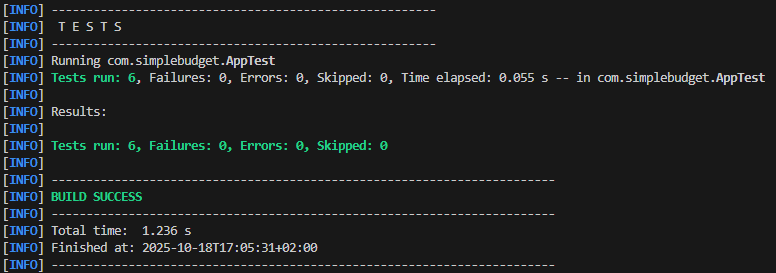 [INFO] -------------------------------------------------------
[INFO]  T E S T S
[INFO] -------------------------------------------------------
[INFO] Running com.simplebudget.AppTest
[INFO] Tests run: 6, Failures: 0, Errors: 0, Skipped: 0, Time elapsed: 0.055 s -- in com.simplebudget.AppTest
[INFO]
[INFO] Results:
[INFO]
[INFO] Tests run: 6, Failures: 0, Errors: 0, Skipped: 0
[INFO]
[INFO] ------------------------------------------------------------------------
[INFO] BUILD SUCCESS
[INFO] ------------------------------------------------------------------------
[INFO] Total time:  1.236 s
[INFO] Finished at: 2025-10-18T17:05:31+02:00
[INFO] ------------------------------------------------------------------------